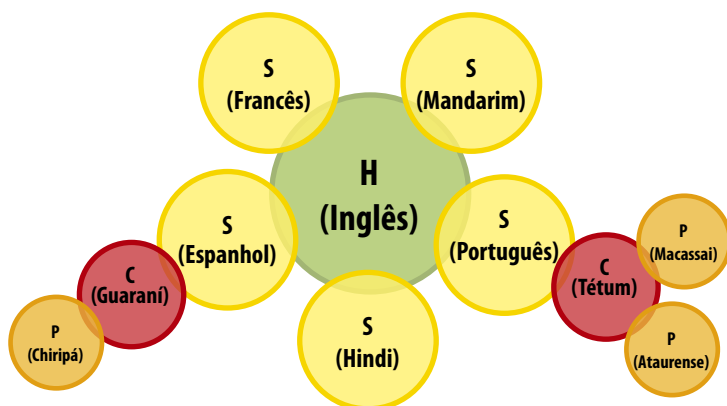 S
(Francês)
S
(Mandarim)
H
(Inglês)
S
(Espanhol)
S
(Português)
P
(Macassai)
C
(Guaraní)
C
(Tétum)
P
(Chiripá)
S
(Hindi)
P
(Ataurense)